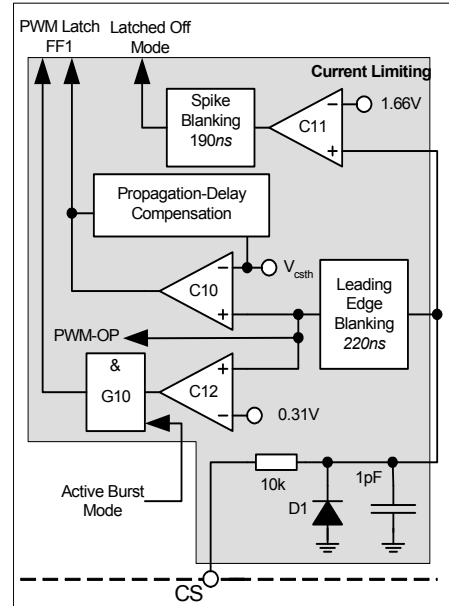 PWM Latch
FF1
Latched Off
Mode
Current Limiting
Spike
Blanking
190ns
C11
1.66V
Propagation-Delay
Compensation
C10
Vcsth
Leading
Edge
Blanking
220ns
PWM-OP
&
G10
C12
0.31V
Active Burst
Mode
10k
D1
1pF
CS